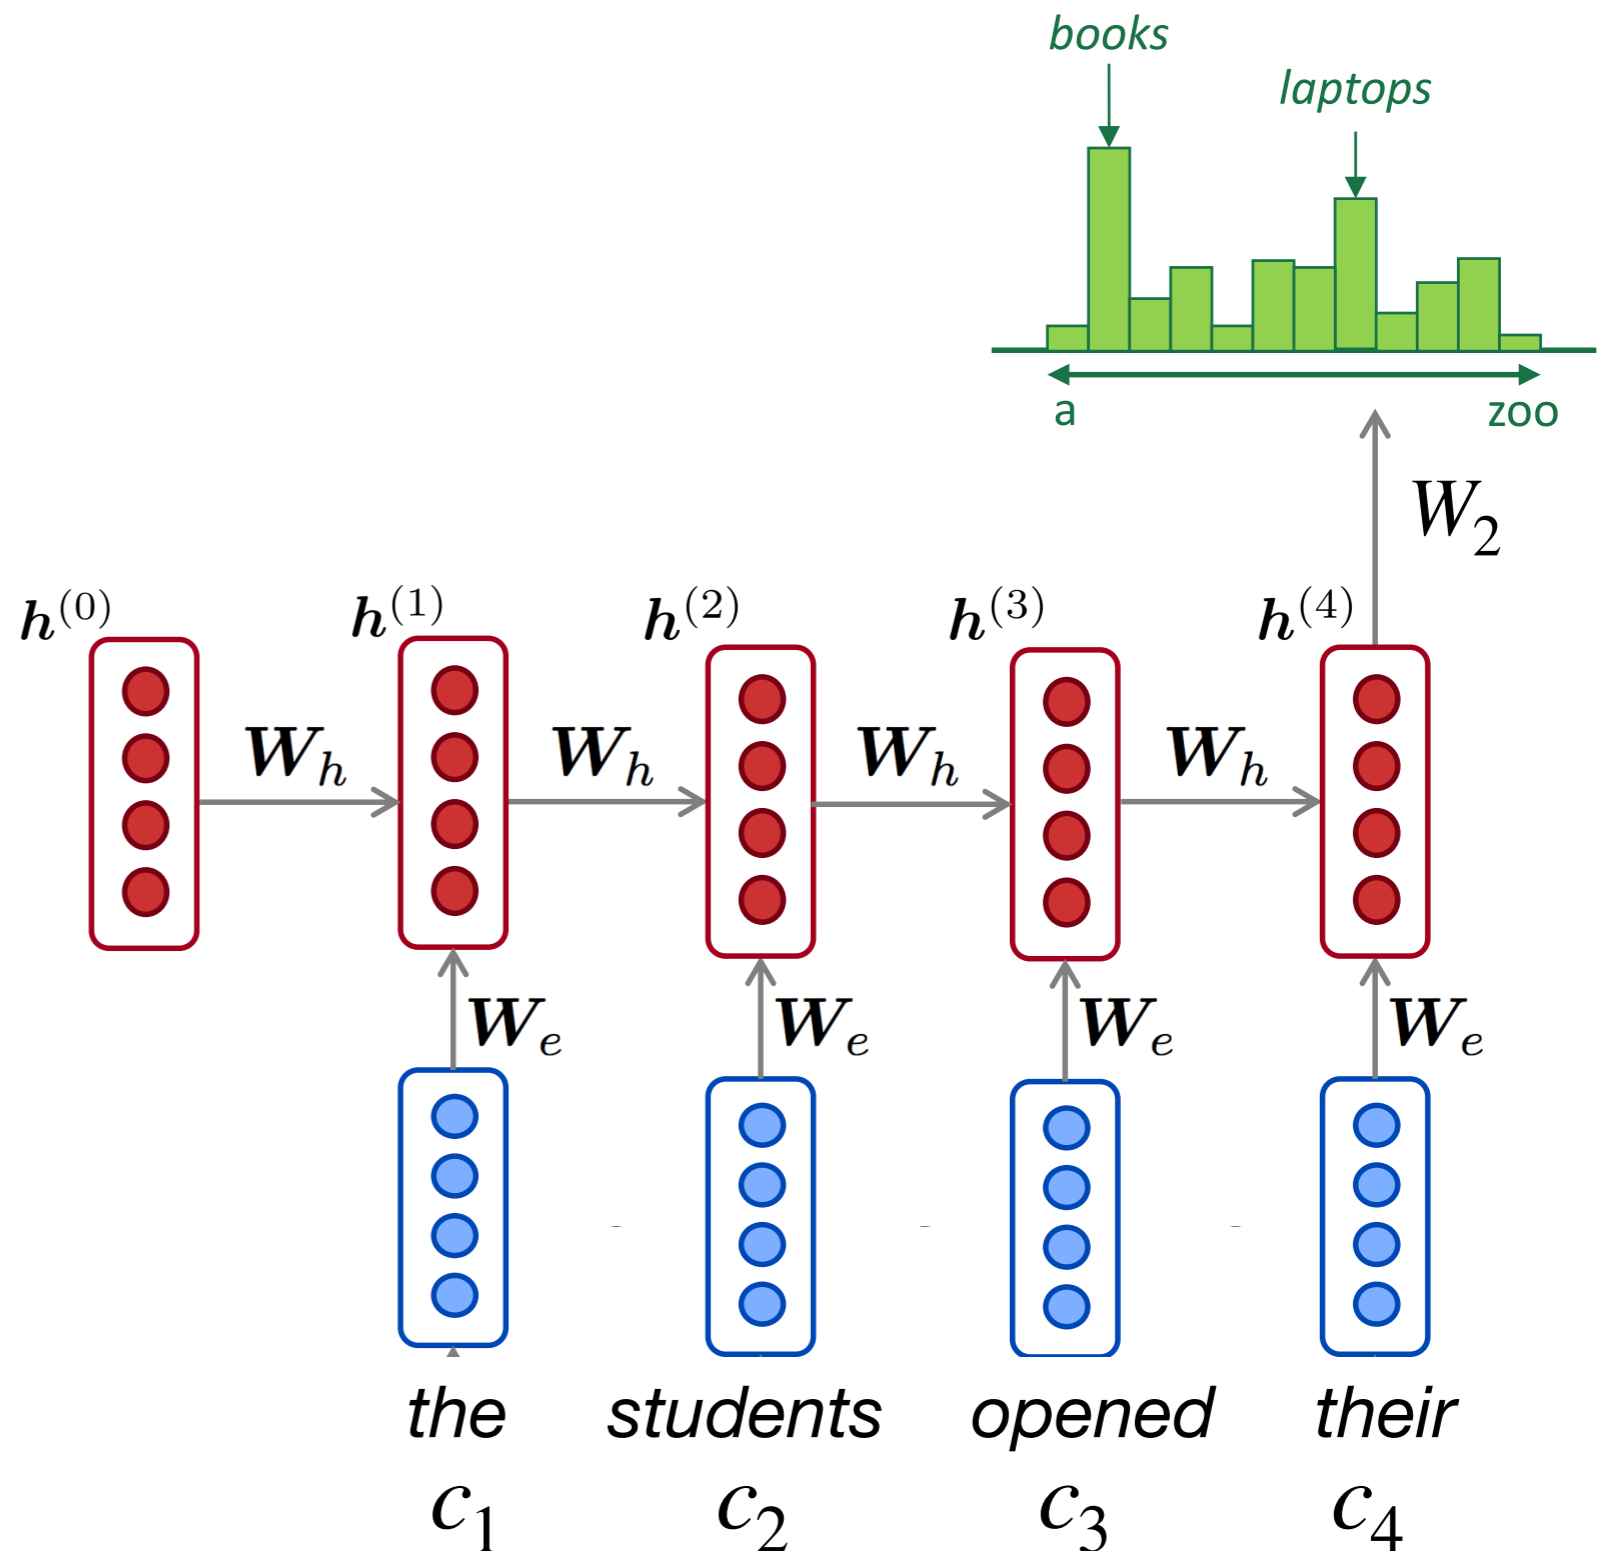 books
laptops
a zoo
W₂
h⁽⁰⁾ h⁽¹⁾ h⁽²⁾ h⁽³⁾ h⁽⁴⁾
Wₕ Wₕ Wₕ Wₕ
Wₑ Wₑ Wₑ Wₑ
the students opened their
c₁ c₂ c₃ c₄